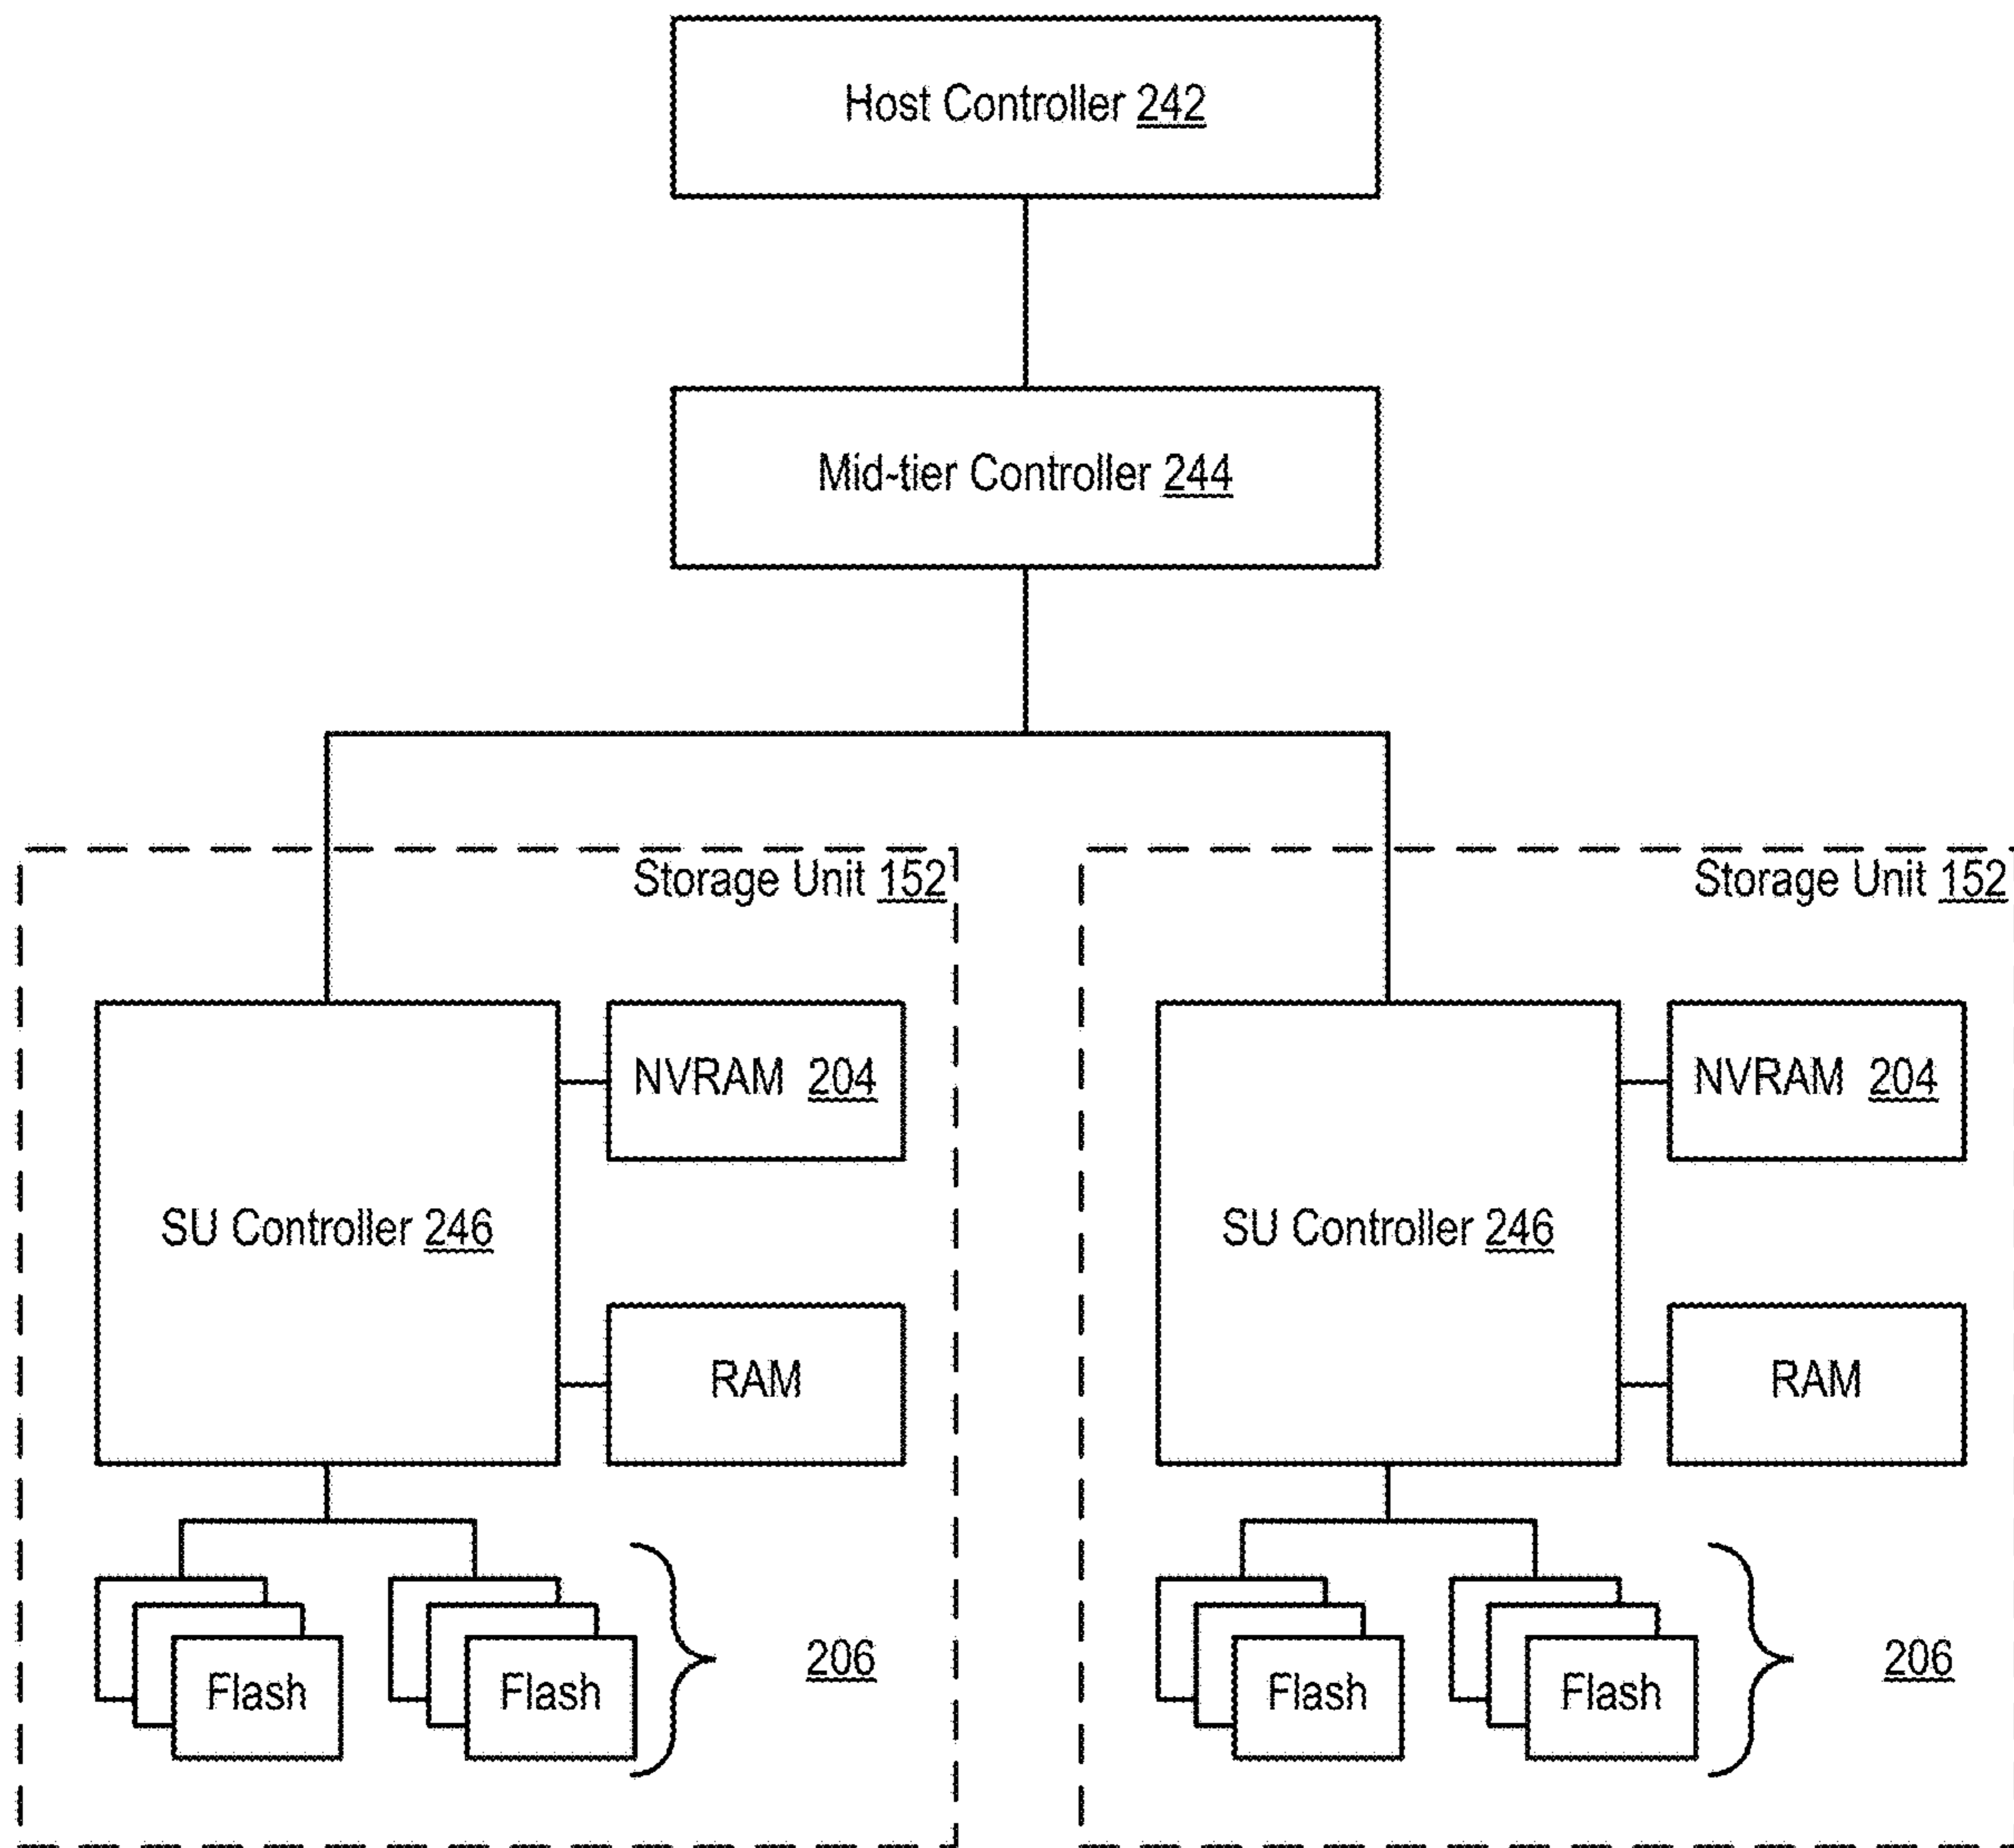 Host Controller 242
Mid-tier Controller 244
Storage Unit 152
SU Controller 246
NVRAM 204
RAM
Flash
Flash
206
Storage Unit 152
SU Controller 246
NVRAM 204
RAM
Flash
Flash
206